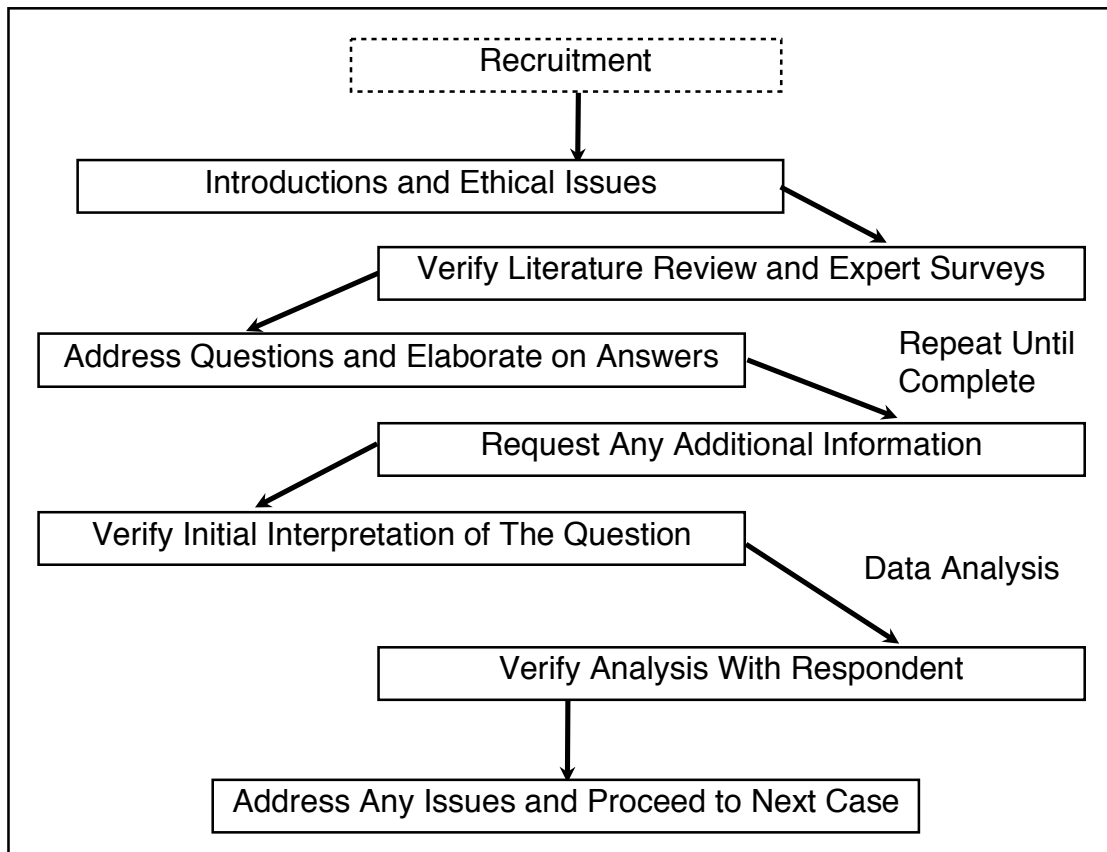 Recruitment
Introductions and Ethical Issues
Verify Literature Review and Expert Surveys
Address Questions and Elaborate on Answers
Repeat Until
Complete
Request Any Additional Information
Verify Initial Interpretation of The Question
Data Analysis
Verify Analysis With Respondent
Address Any Issues and Proceed to Next Case